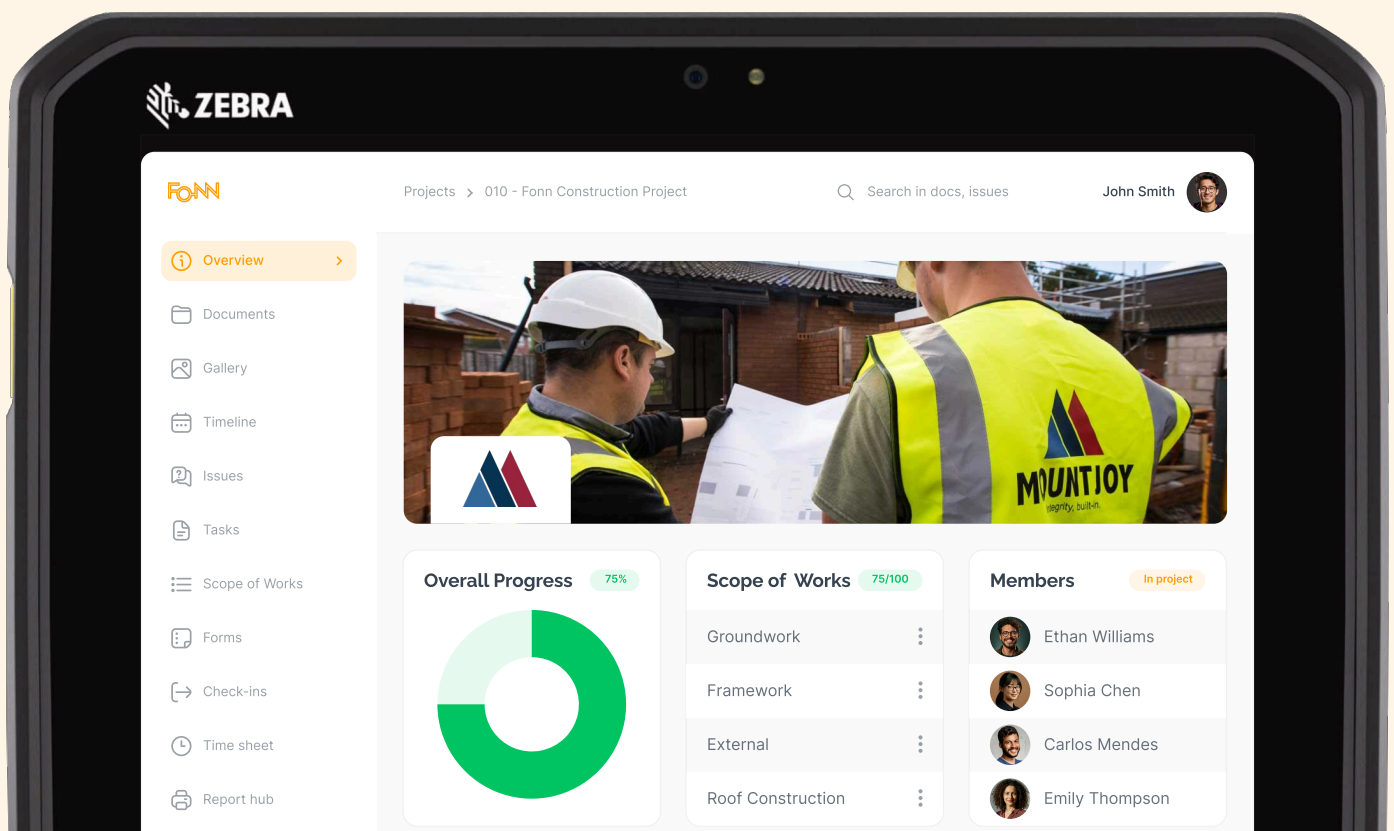 ZEBRA
FONN
Projects > 010 - Fonn Construction Project
Search in docs, issues
John Smith
Overview
Documents
Gallery
Timeline
Issues
Tasks
Scope of Works
Forms
Check-ins
Time sheet
Report hub
MOUNTJOY
integrity, built-in.
Overall Progress
75%
Scope of Works
75/100
Groundwork
Framework
External
Roof Construction
Members
In project
Ethan Williams
Sophia Chen
Carlos Mendes
Emily Thompson